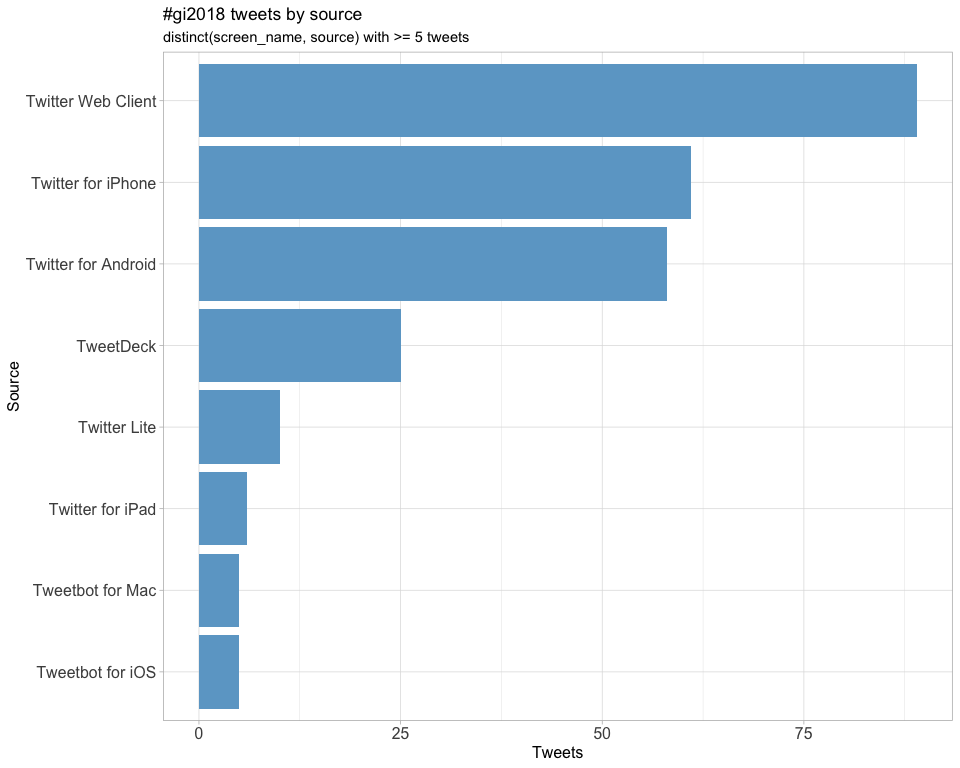 #gi2018 tweets by source
distinct(screen_name, source) with >= 5 tweets
Twitter Web Client
Twitter for iPhone
Twitter for Android
TweetDeck
Twitter Lite
Twitter for iPad
Tweetbot for Mac
Tweetbot for iOS
Source
0 25 50 75
Tweets